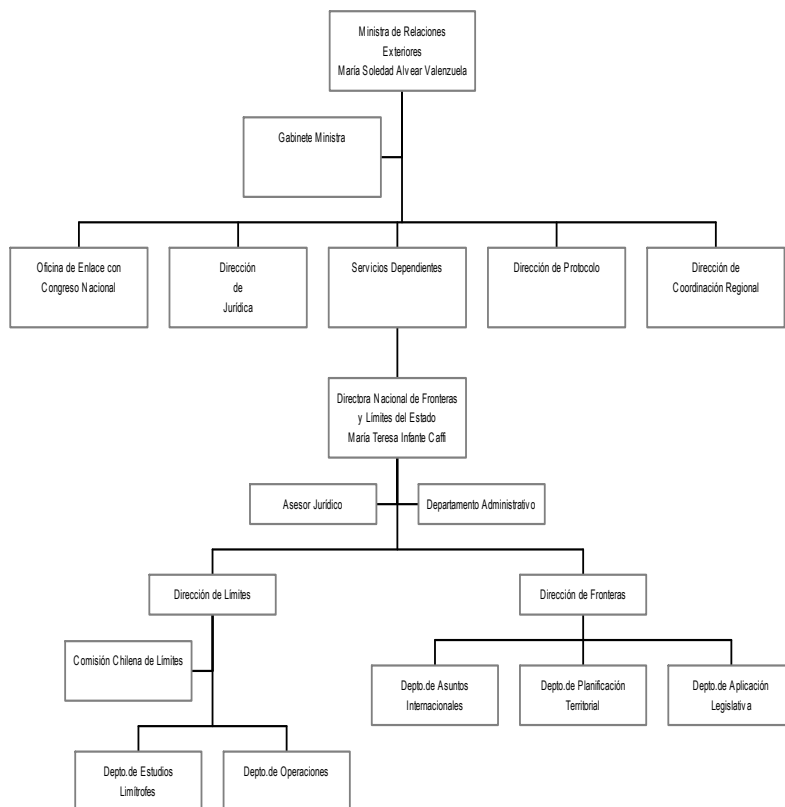 Ministra de Relaciones
Exteriores
María Soledad Alvear Valenzuela
Gabinete Ministra
Oficina de Enlace con
Congreso Nacional
Dirección
de
Jurídica
Servicios Dependientes
Dirección de Protocolo
Dirección de
Coordinación Regional
Directora Nacional de Fronteras
y Límites del Estado
María Teresa Infante Caffi
Asesor Jurídico
Departamento Administrativo
Dirección de Límites
Dirección de Fronteras
Comisión Chilena de Límites
Depto.de Asuntos
Internacionales
Depto.de Planificación
Territorial
Depto.de Aplicación
Legislativa
Depto.de Estudios
Limítrofes
Depto.de Operaciones